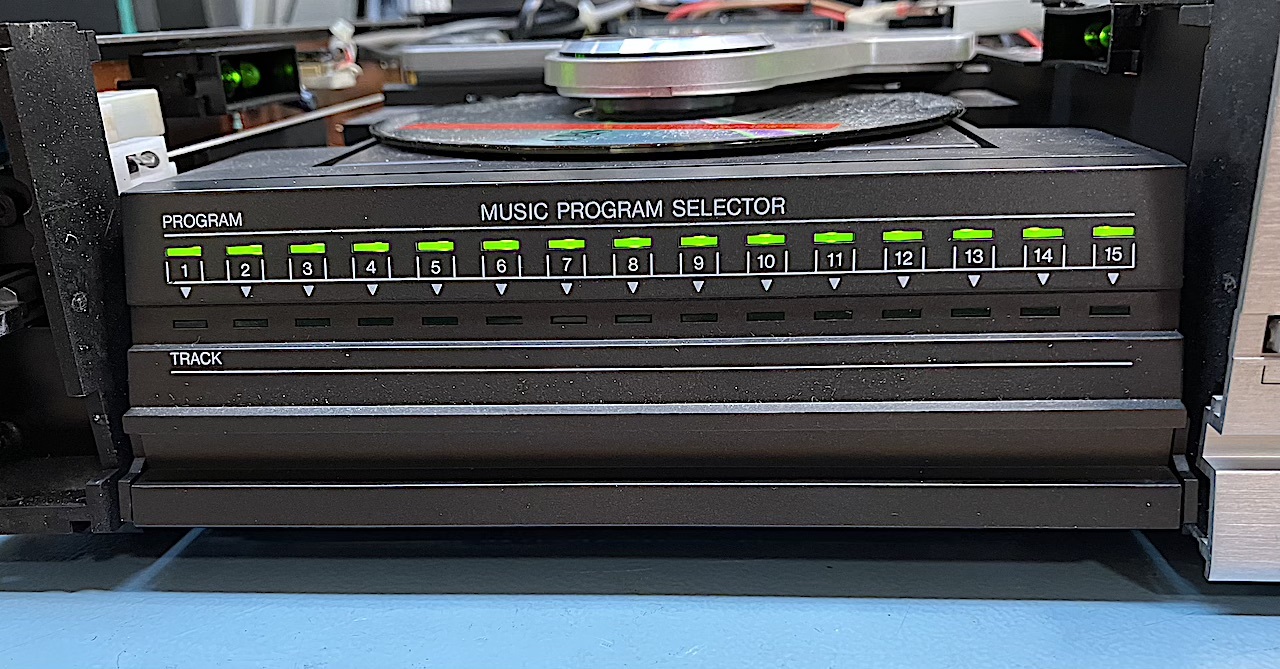 MUSIC PROGRAM SELECTOR
PROGRAM
1 2 3 4 5 6 7 8 9 10 11 12 13 14 15
TRACK